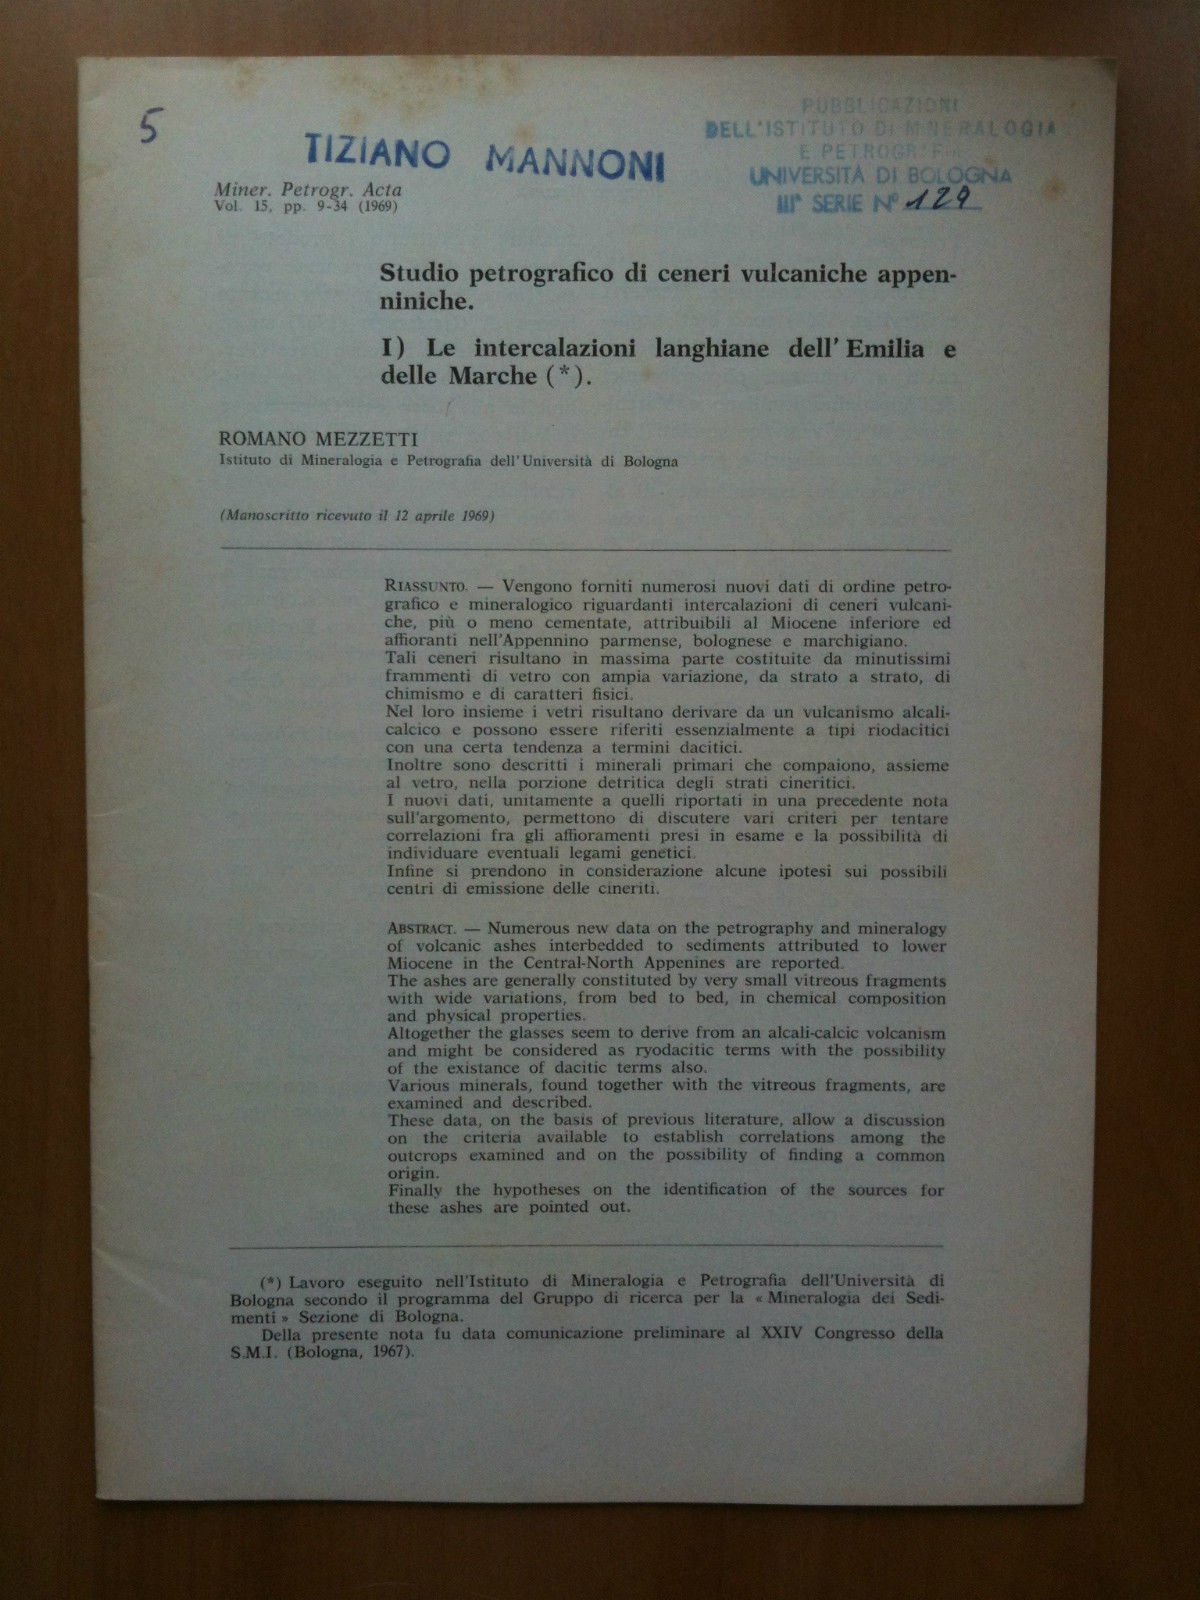 5
TIZIANO MANNONI
PUBBLICAZIONI
DELL'ISTITUTO DI MINERALOGIA
E PETROGRAFIA
UNIVERSITÀ DI BOLOGNA
IIIª SERIE Nº 129
Miner. Petrogr. Acta
Vol. 15, pp. 9-34 (1969)
Studio petrografico di ceneri vulcaniche appen-
niniche.
I) Le intercalazioni langhiane dell'Emilia e
delle Marche (*).
ROMANO MEZZETTI
Istituto di Mineralogia e Petrografia dell'Università di Bologna
(Manoscritto ricevuto il 12 aprile 1969)
RIASSUNTO. — Vengono forniti numerosi nuovi dati di ordine petro-
grafico e mineralogico riguardanti intercalazioni di ceneri vulcani-
che, più o meno cementate, attribuibili al Miocene inferiore ed
affioranti nell'Appennino parmense, bolognese e marchigiano.
Tali ceneri risultano in massima parte costituite da minutissimi
frammenti di vetro con ampia variazione, da strato a strato, di
chimismo e di caratteri fisici.
Nel loro insieme i vetri risultano derivare da un vulcanismo alcali-
calcico e possono essere riferiti essenzialmente a tipi riodacitici
con una certa tendenza a termini dacitici.
Inoltre sono descritti i minerali primari che compaiono, assieme
al vetro, nella porzione detritica degli strati cineritici.
I nuovi dati, unitamente a quelli riportati in una precedente nota
sull'argomento, permettono di discutere vari criteri per tentare
correlazioni fra gli affioramenti presi in esame e la possibilità di
individuare eventuali legami genetici.
Infine si prendono in considerazione alcune ipotesi sui possibili
centri di emissione delle cineriti.
ABSTRACT. — Numerous new data on the petrography and mineralogy
of volcanic ashes interbedded to sediments attributed to lower
Miocene in the Central-North Appenines are reported.
The ashes are generally constituted by very small vitreous fragments
with wide variations, from bed to bed, in chemical composition
and physical properties.
Altogether the glasses seem to derive from an alcali-calcic volcanism
and might be considered as ryodacitic terms with the possibility
of the existance of dacitic terms also.
Various minerals, found together with the vitreous fragments, are
examined and described.
These data, on the basis of previous literature, allow a discussion
on the criteria available to establish correlations among the
outcrops examined and on the possibility of finding a common
origin.
Finally the hypotheses on the identification of the sources for
these ashes are pointed out.
(*) Lavoro eseguito nell'Istituto di Mineralogia e Petrografia dell'Università di
Bologna secondo il programma del Gruppo di ricerca per la « Mineralogia dei Sedi-
menti » Sezione di Bologna.
Della presente nota fu data comunicazione preliminare al XXIV Congresso della
S.M.I. (Bologna, 1967).